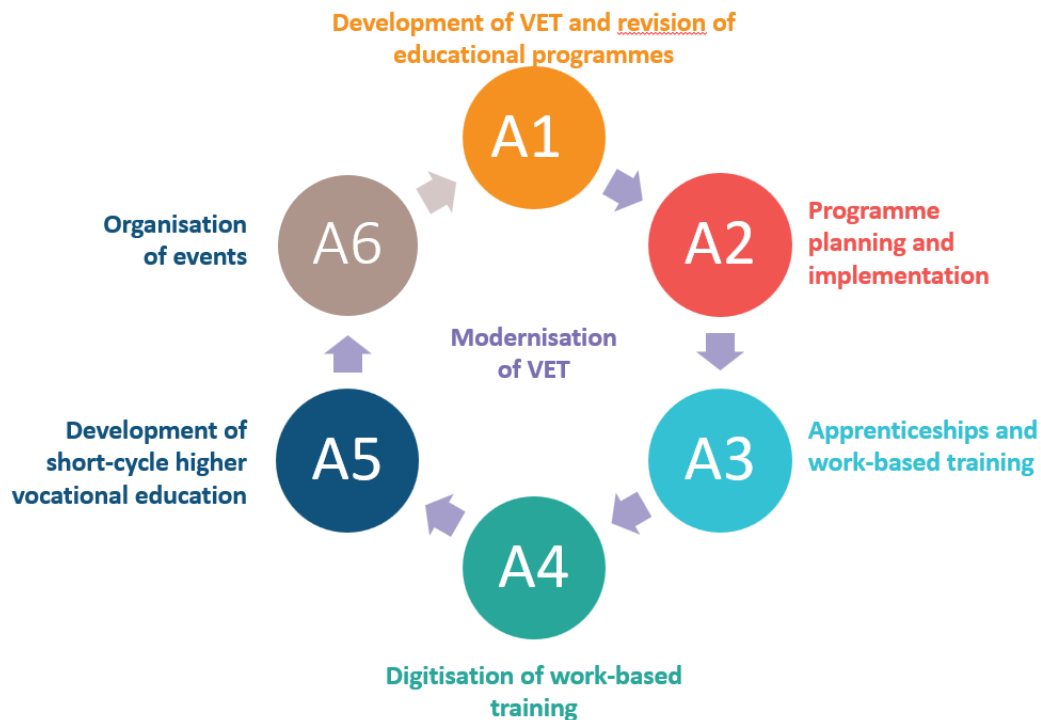 Development of VET and revision of
educational programmes
A1
A2
Programme
planning and
implementation
A3
Apprenticeships and
work-based training
A4
Digitisation of work-based
training
A5
Development of
short-cycle higher
vocational education
A6
Organisation
of events
Modernisation
of VET